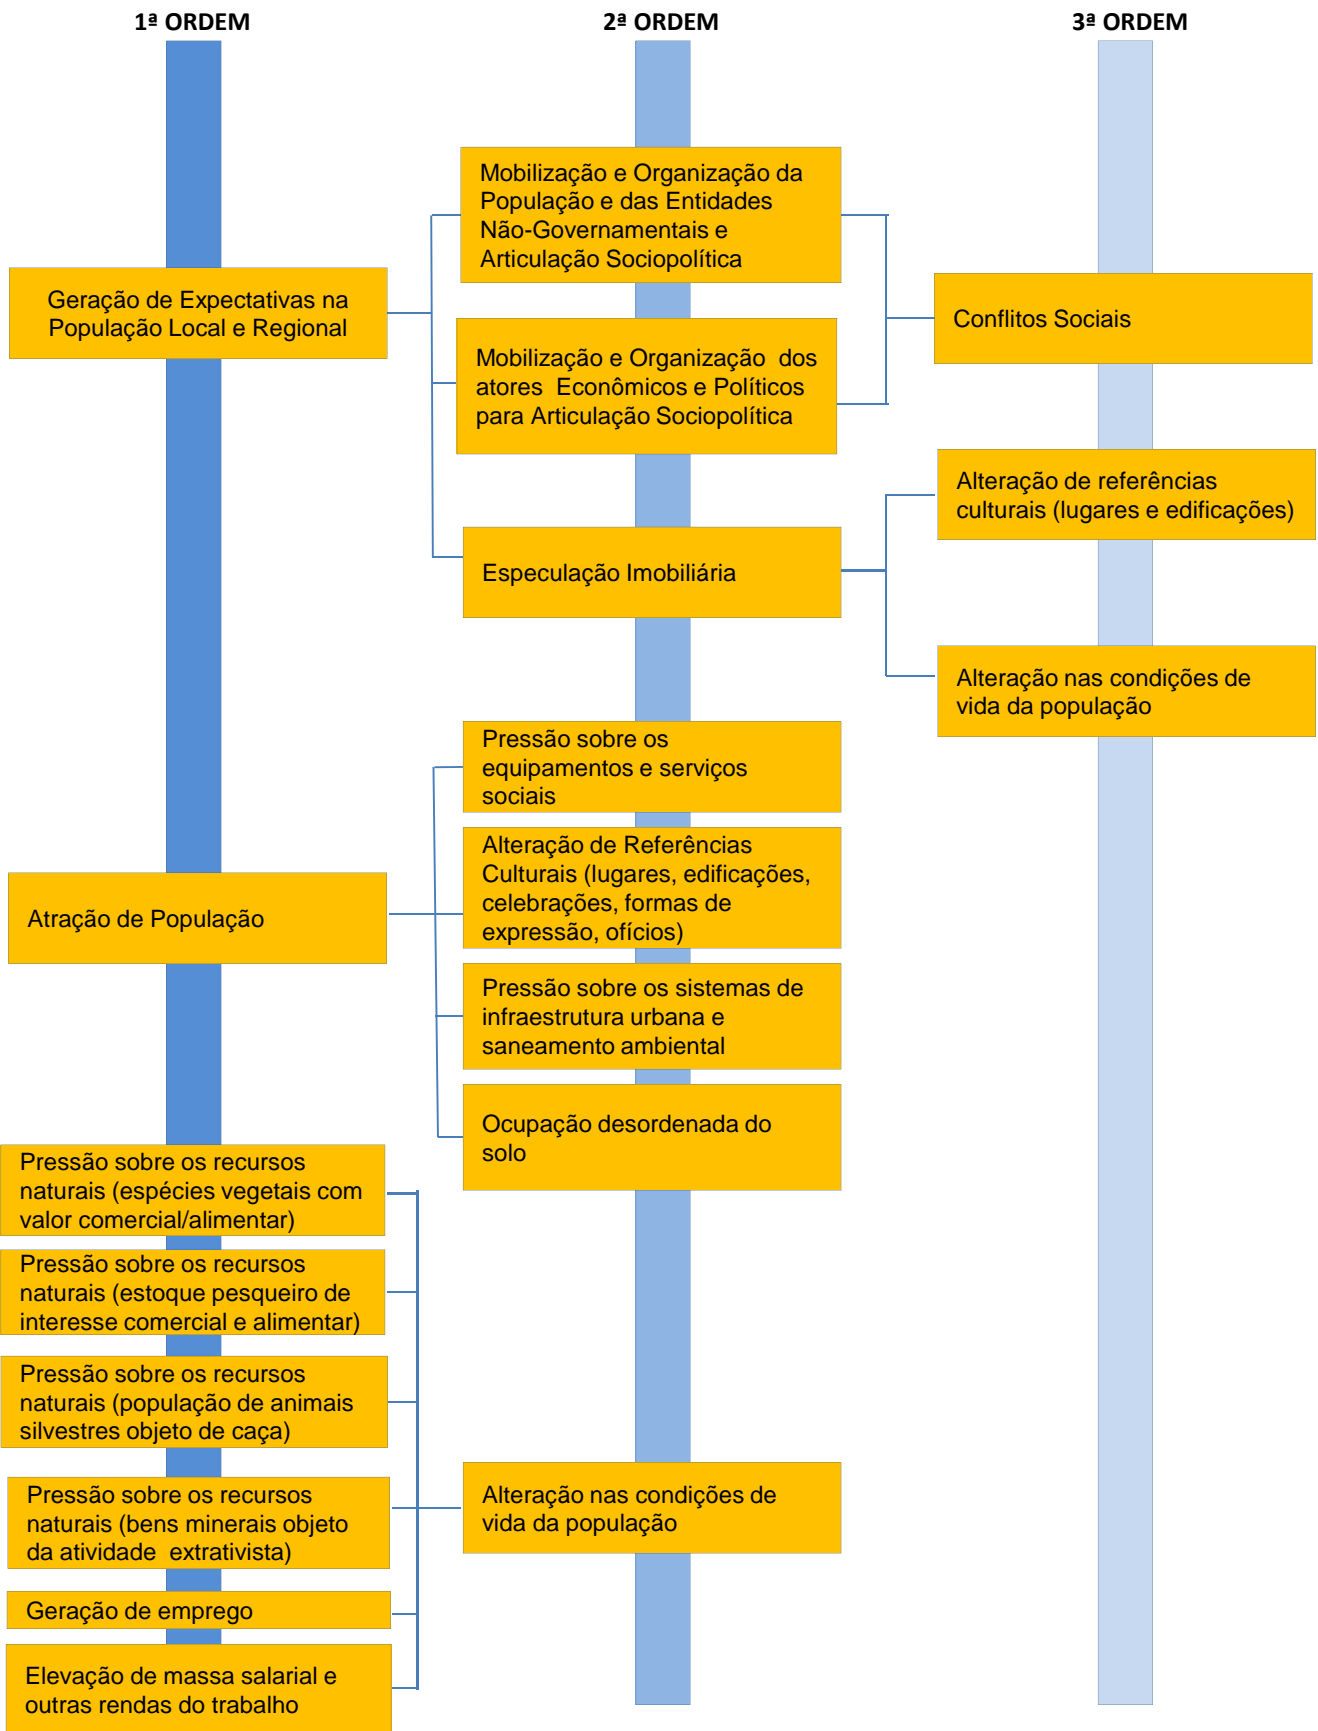 1ª ORDEM
2ª ORDEM
3ª ORDEM
Geração de Expectativas na
População Local e Regional
Mobilização e Organização da
População e das Entidades
Não-Governamentais e
Articulação Sociopolítica
Mobilização e Organização  dos
atores  Econômicos e Políticos
para Articulação Sociopolítica
Especulação Imobiliária
Conflitos Sociais
Alteração de referências
culturais (lugares e edificações)
Alteração nas condições de
vida da população
Atração de População
Pressão sobre os
equipamentos e serviços
sociais
Alteração de Referências
Culturais (lugares, edificações,
celebrações, formas de
expressão, ofícios)
Pressão sobre os sistemas de
infraestrutura urbana e
saneamento ambiental
Ocupação desordenada do
solo
Pressão sobre os recursos
naturais (espécies vegetais com
valor comercial/alimentar)
Pressão sobre os recursos
naturais (estoque pesqueiro de
interesse comercial e alimentar)
Pressão sobre os recursos
naturais (população de animais
silvestres objeto de caça)
Pressão sobre os recursos
naturais (bens minerais objeto
da atividade  extrativista)
Geração de emprego
Elevação de massa salarial e
outras rendas do trabalho
Alteração nas condições de
vida da população